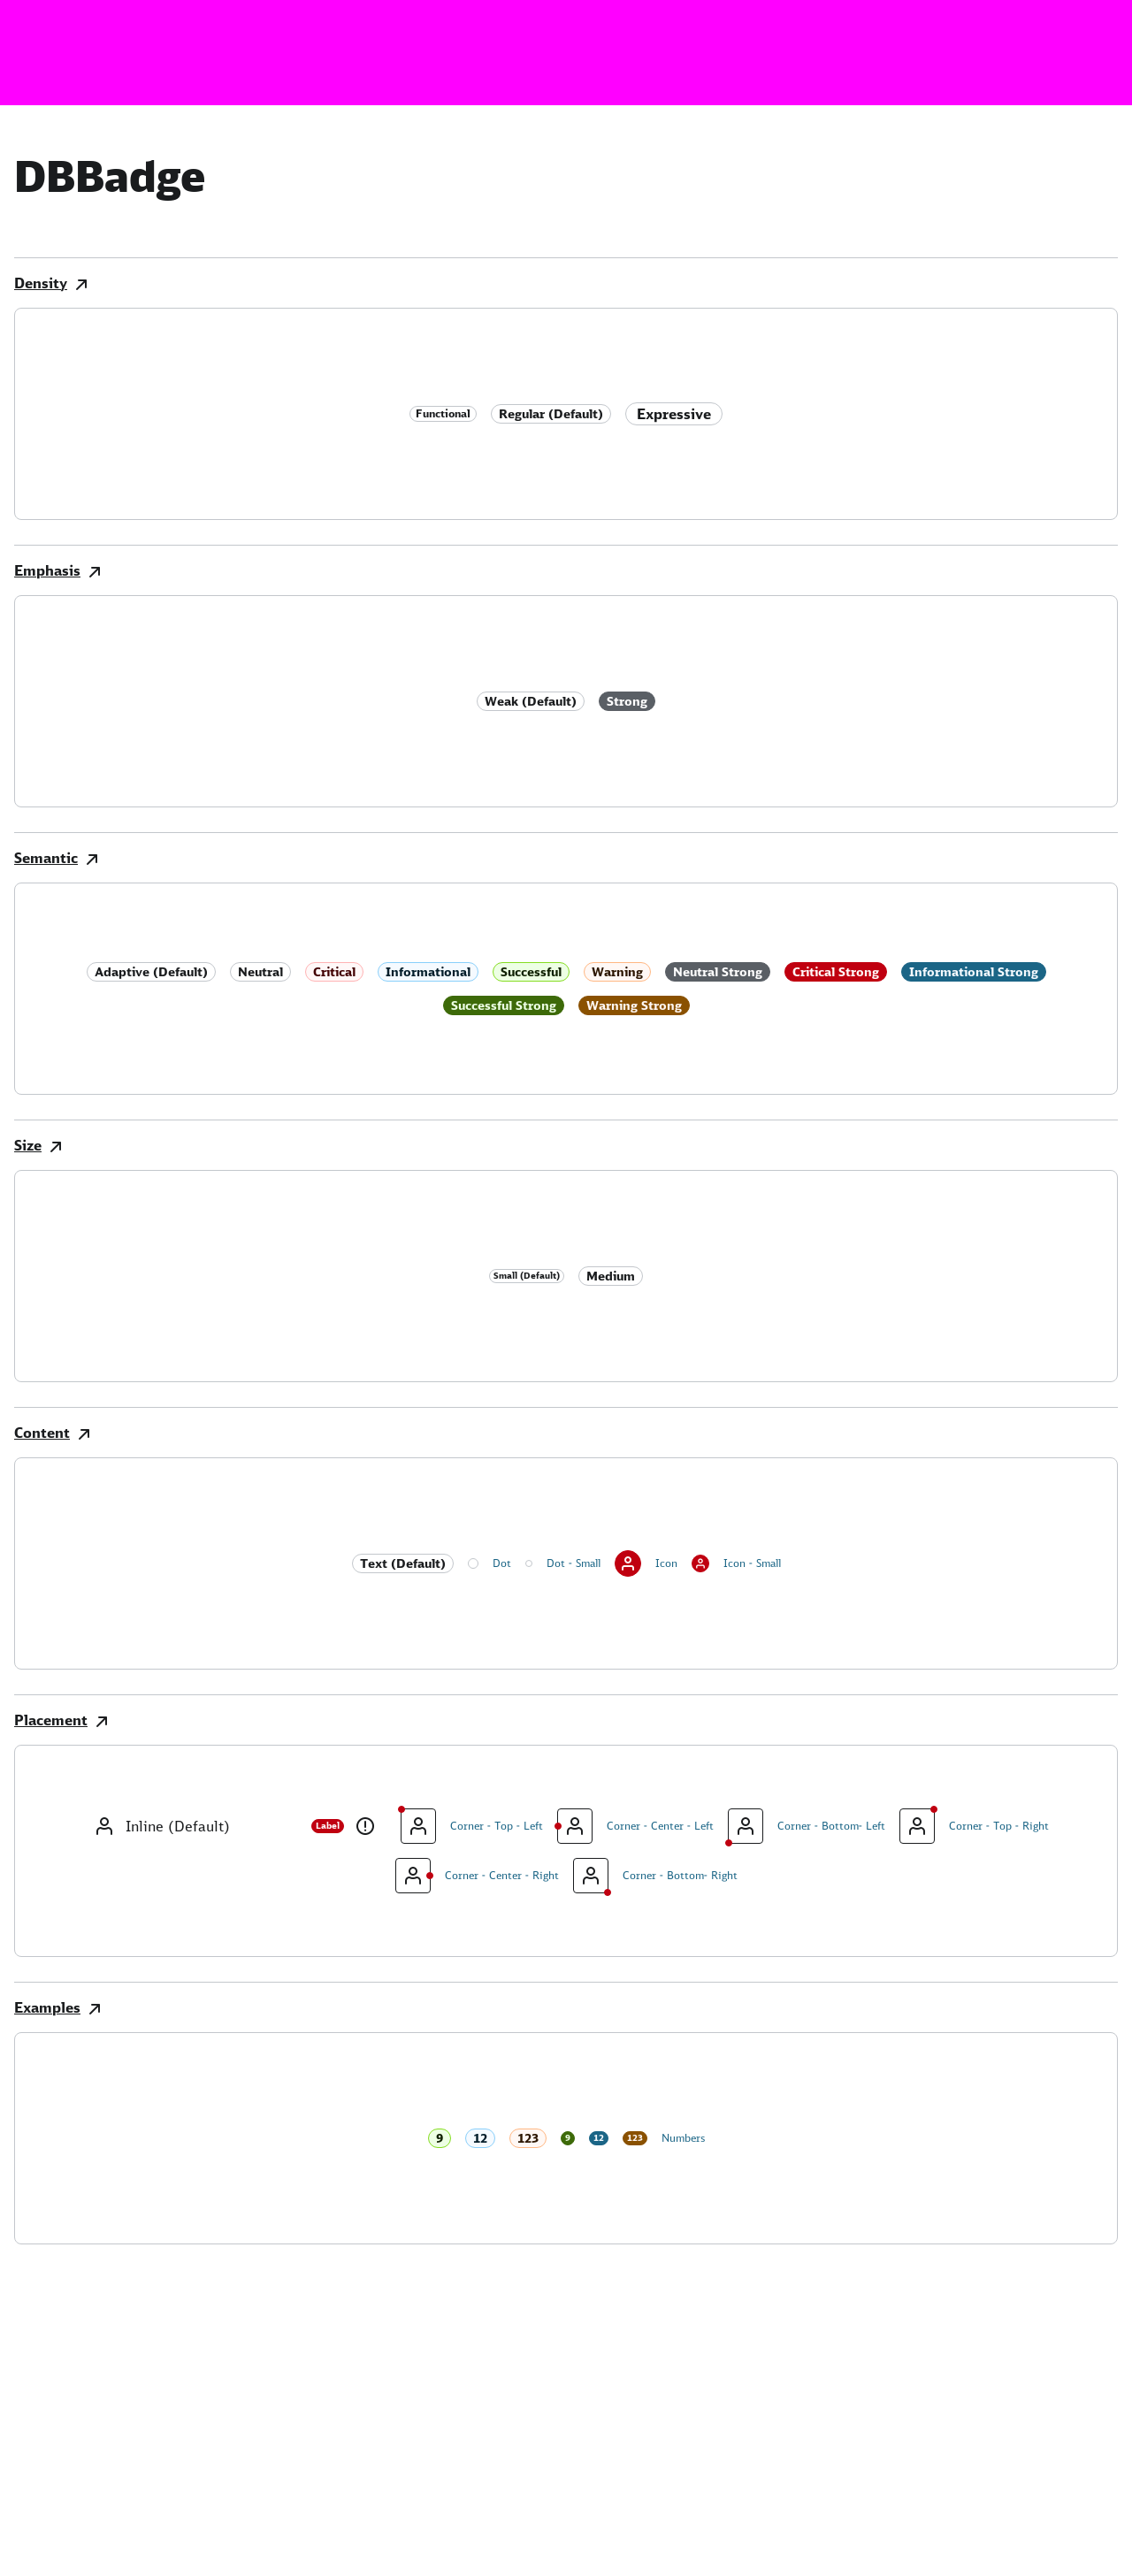 DBBadge
Density
Functional Regular (Default) Expressive
Emphasis
Weak (Default) Strong
Semantic
Adaptive (Default) Neutral Critical Informational Successful Warning Neutral Strong Critical Strong Informational Strong
Successful Strong Warning Strong
Size
Small (Default) Medium
Content
Text (Default) Dot Dot - Small Icon Icon - Small
Placement
Inline (Default) Label Corner - Top - Left Corner - Center - Left Corner - Bottom- Left Corner - Top - Right
Corner - Center - Right Corner - Bottom- Right
Examples
9 12 123 9 12 123 Numbers